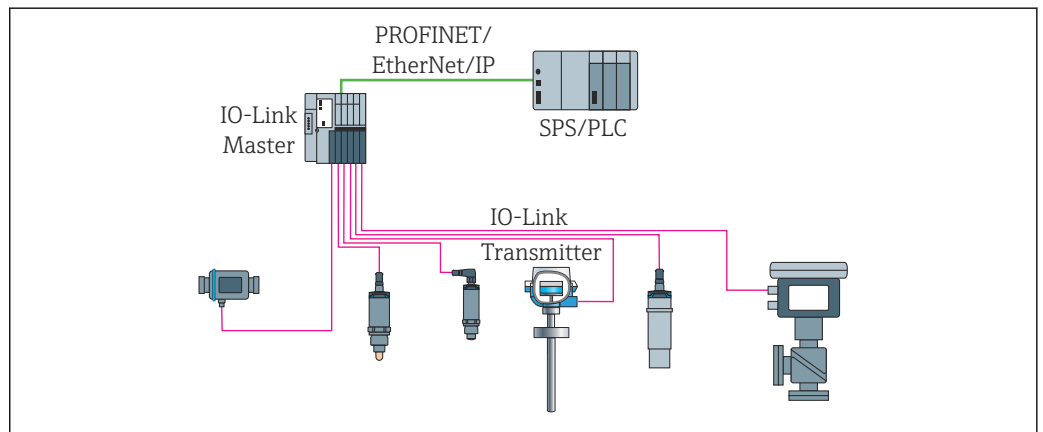 PROFINET/
EtherNet/IP
SPS/PLC
IO-Link
Master
IO-Link
Transmitter